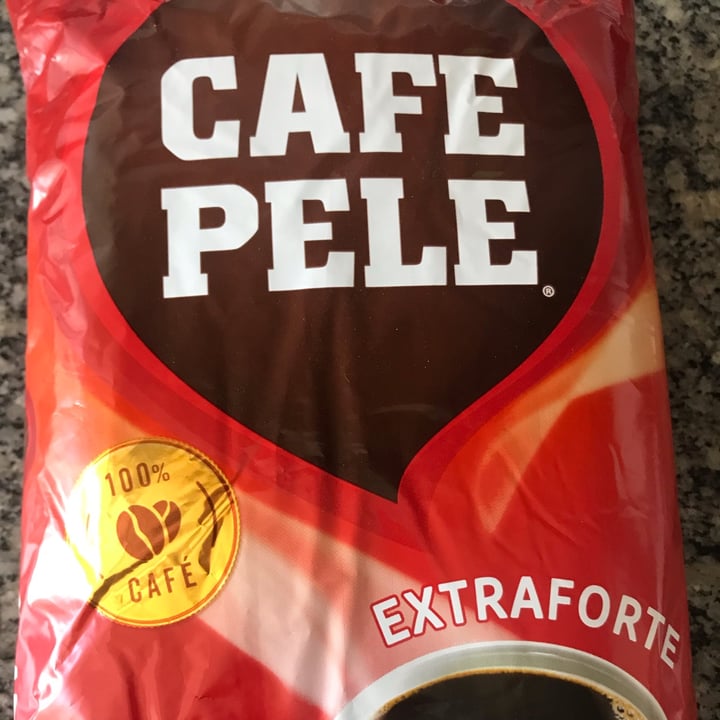 CAFE
PELE
®
100%
CAFÉ
EXTRAFORTE